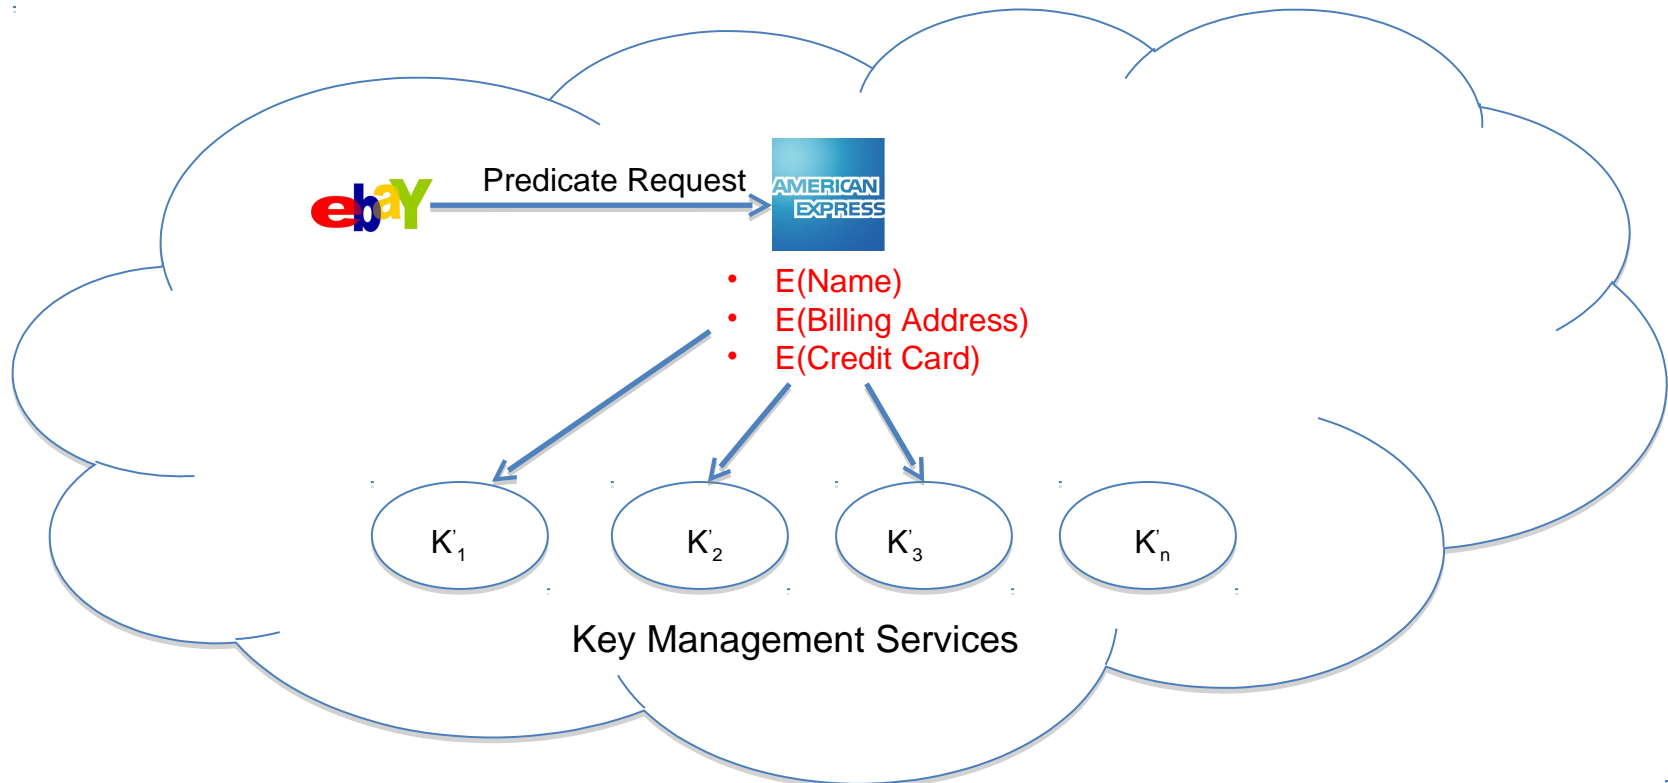 Predicate Request
ebaY
AMERICAN
EXPRESS
• E(Name)
• E(Billing Address)
• E(Credit Card)
K'1
K'2
K'3
K'n
Key Management Services